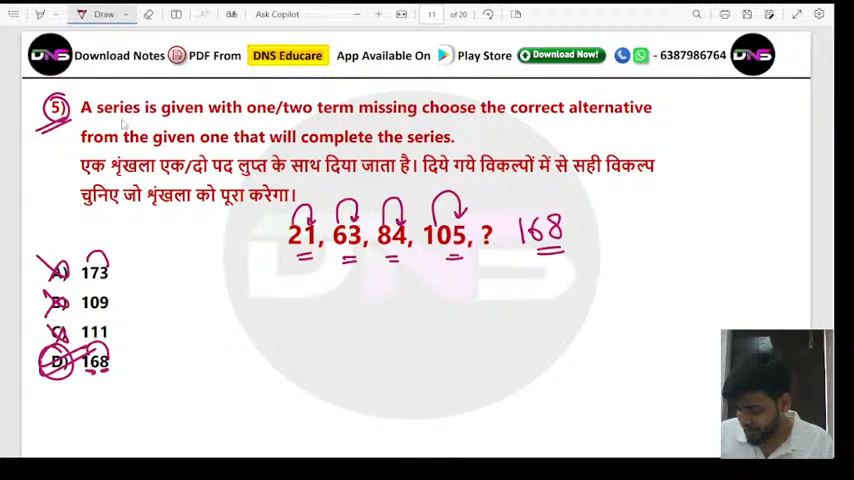 Draw
Ask Copilot
11
of 20
DNS
Download Notes
PDF From
DNS Educare
App Available On
Play Store
Download Now!
- 6387986764
DNS
5) A series is given with one/two term missing choose the correct alternative
from the given one that will complete the series.
एक शृंखला एक/दो पद लुप्त के साथ दिया जाता है। दिये गये विकल्पों में से सही विकल्प
चुनिए जो शृंखला को पूरा करेगा।
21, 63, 84, 105, ? 168
A) 173
B) 109
C) 111
D) 168
DNS